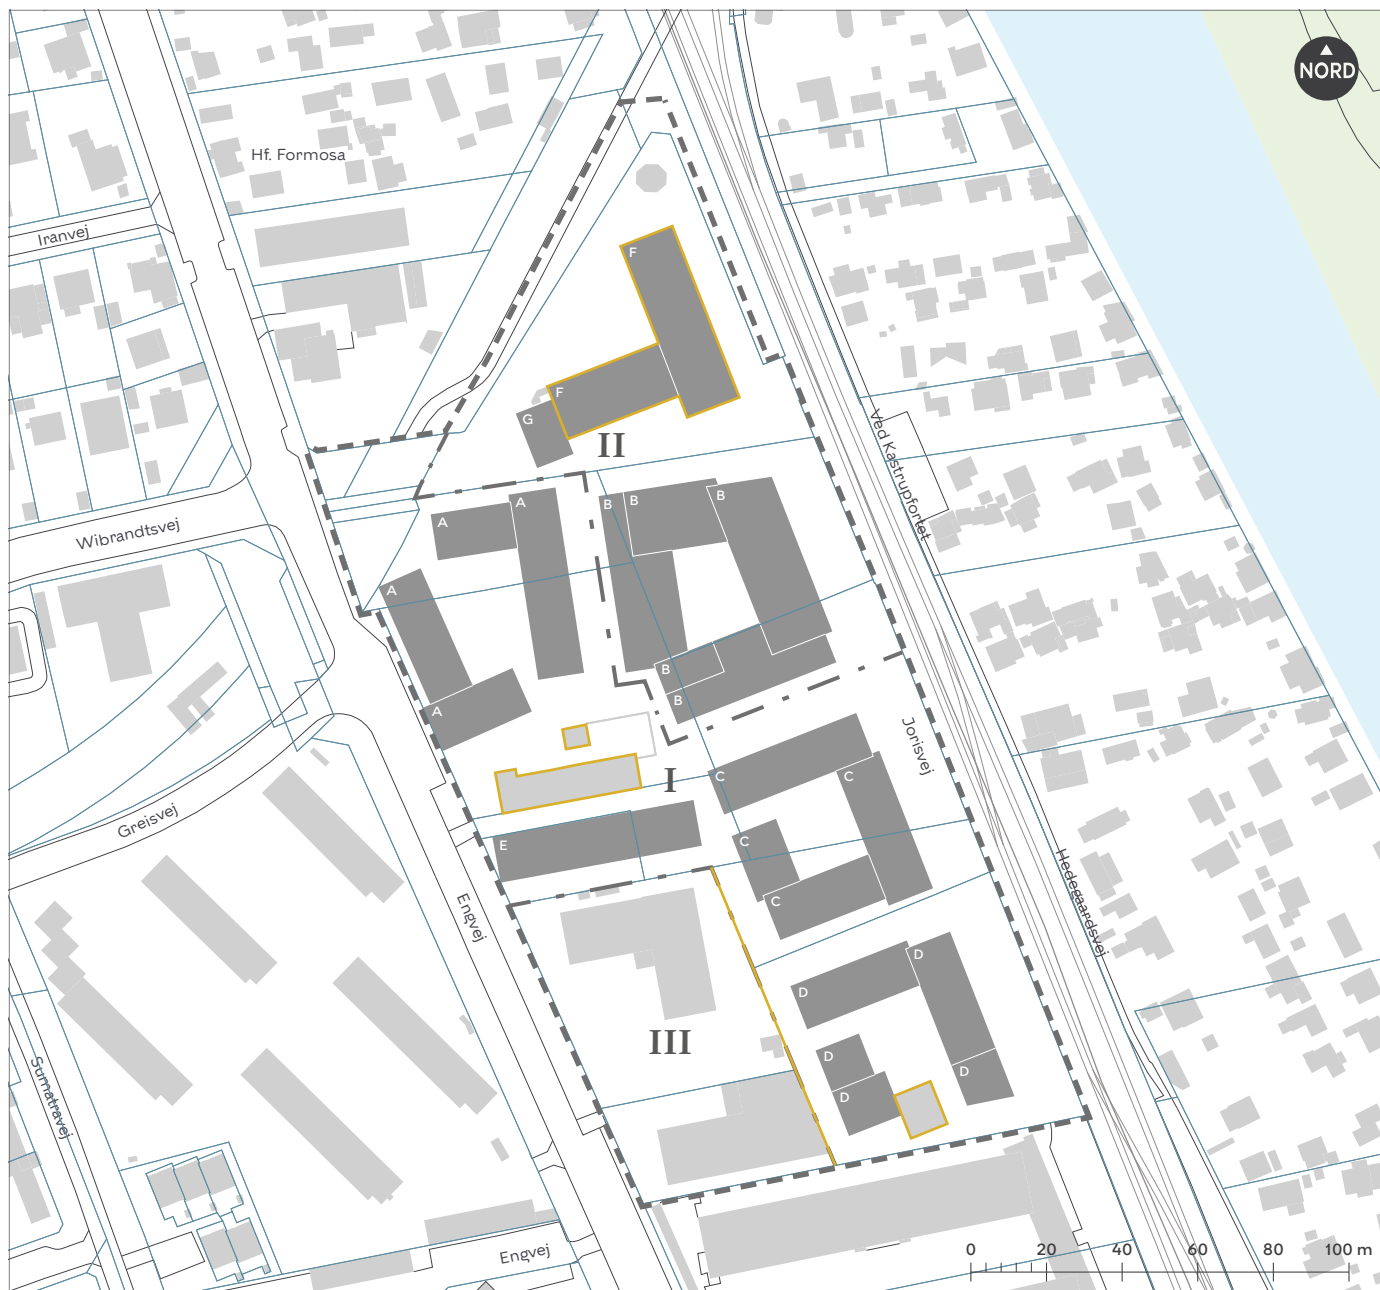 NORD
Hf. Formosa
Iranvej
F
F
G
II
Ved Kastrupfortet
A
A
B
B
B
Wibrandtsvej
A
B
A
B
Jorisvej
I
C
C
Greisvej
C
E
Hedegaardsvej
Engvej
C
D
D
III
D
D
D
Sumatravej
Engvej
0 20 40 60 80 100 m